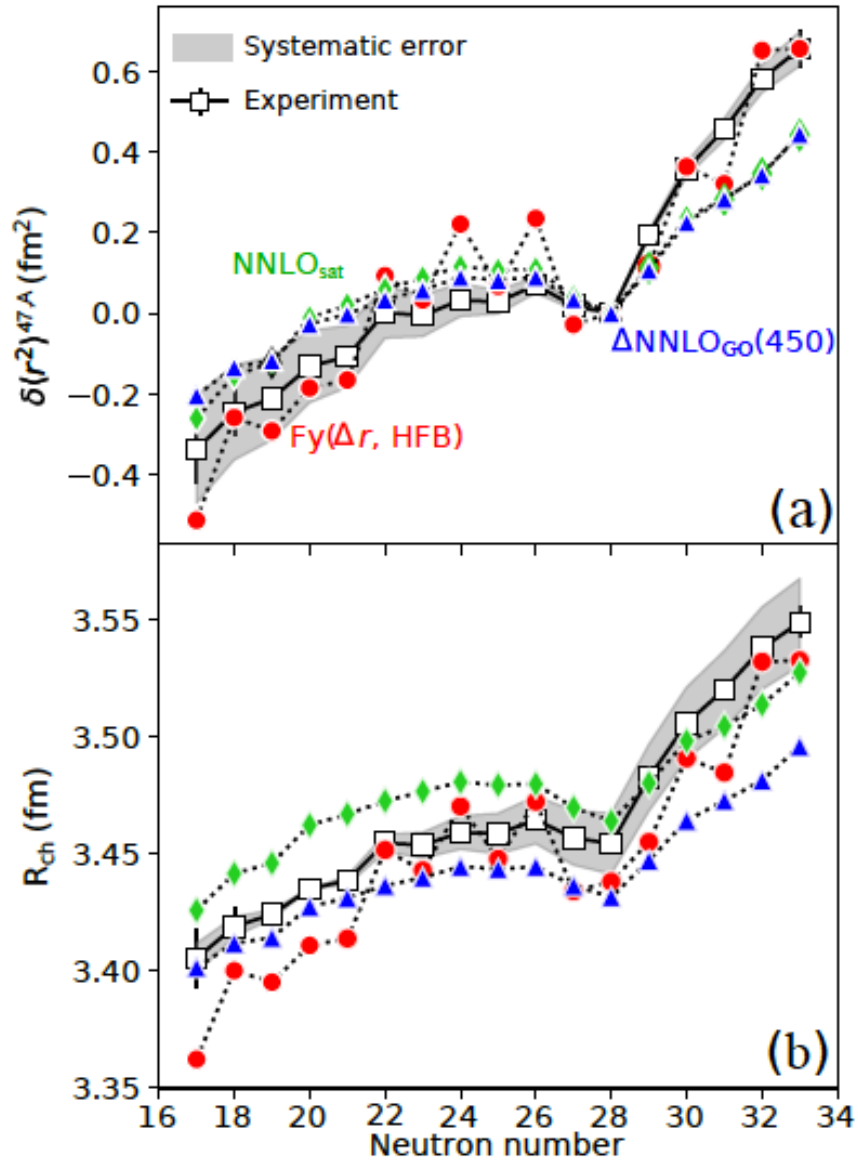 Systematic error
Experiment
0.6
0.4
0.2
0.0
−0.2
−0.4
δ⟨r²⟩⁴⁷˒ᴬ (fm²)
NNLOsat
ΔNNLOGO(450)
Fy(Δr, HFB)
(a)
3.55
3.50
3.45
3.40
3.35
Rch (fm)
(b)
16 18 20 22 24 26 28 30 32 34
Neutron number